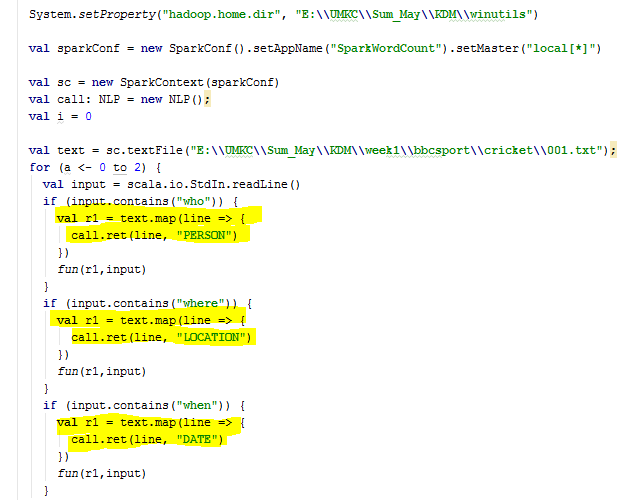 System.setProperty("hadoop.home.dir", "E:\\UMKC\\Sum_May\\KDM\\winutils")
val sparkConf = new SparkConf().setAppName("SparkWordCount").setMaster("local[*]")
val sc = new SparkContext(sparkConf)
val call: NLP = new NLP();
val i = 0
val text = sc.textFile("E:\\UMKC\\Sum_May\\KDM\\week1\\bbcsport\\cricket\\001.txt");
for (a <- 0 to 2) {
val input = scala.io.StdIn.readLine()
if (input.contains("who")) {
val r1 = text.map(line => {
call.ret(line, "PERSON")
})
fun(r1,input)
}
if (input.contains("where")) {
val r1 = text.map(line => {
call.ret(line, "LOCATION")
})
fun(r1,input)
}
if (input.contains("when")) {
val r1 = text.map(line => {
call.ret(line, "DATE")
})
fun(r1,input)
}